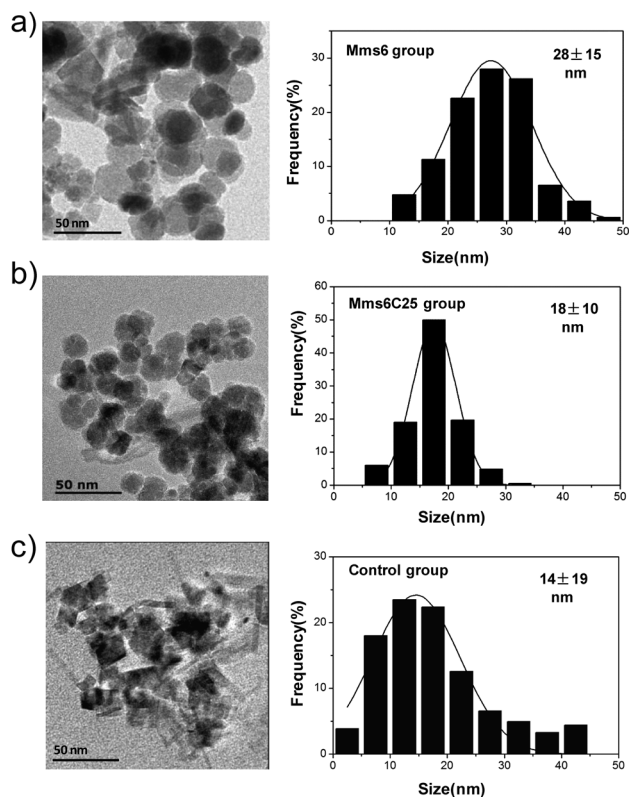 a)
50 nm
Mms6 group
28±15
nm
Frequency(%)
30
20
10
0
0 10 20 30 40 50
Size(nm)
b)
50 nm
Mms6C25 group
18±10
nm
Frequency(%)
60
50
40
30
20
10
0
0 10 20 30 40 50
Size(nm)
c)
50 nm
Control group
14±19
nm
Frequency(%)
30
20
10
0
0 10 20 30 40 50
Size(nm)